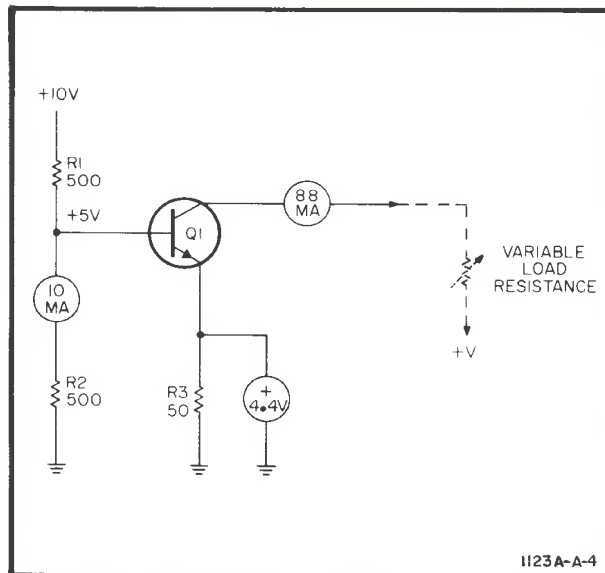 +10V
R1
500
+5V
Q1
88
MA
10
MA
VARIABLE
LOAD
RESISTANCE
+V
R2
500
R3
50
+
4.4V
1123A-A-4